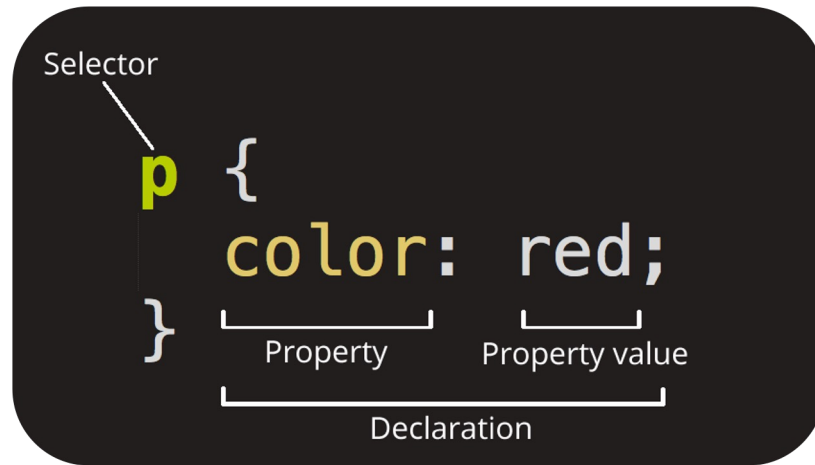 Selector
p {
color: red;
}
Property Property value
Declaration